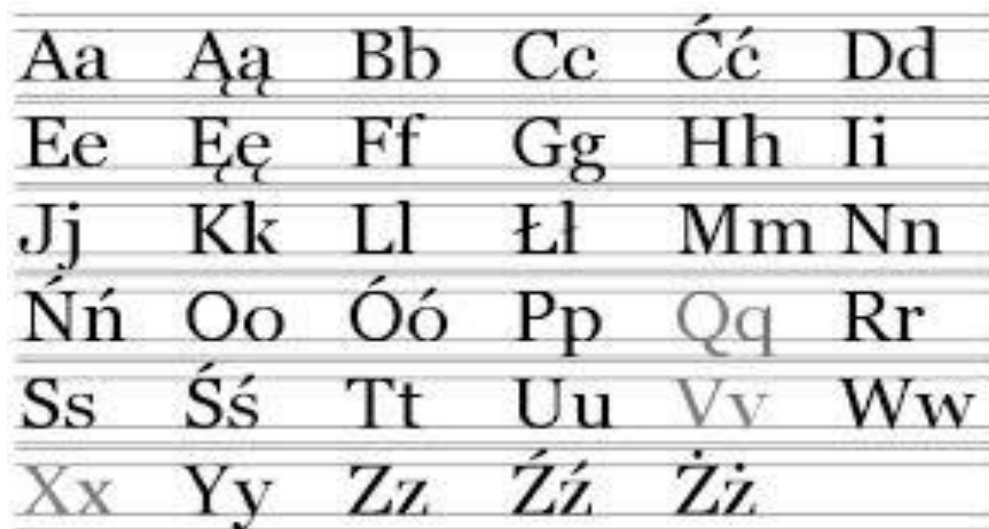 Aa Ąą Bb Cc Ćć Dd
Ee Ęę Ff Gg Hh Ii
Jj Kk Ll Łł Mm Nn
Ńń Oo Óó Pp Qq Rr
Ss Śś Tt Uu Vv Ww
Xx Yy Zz Źź Żż